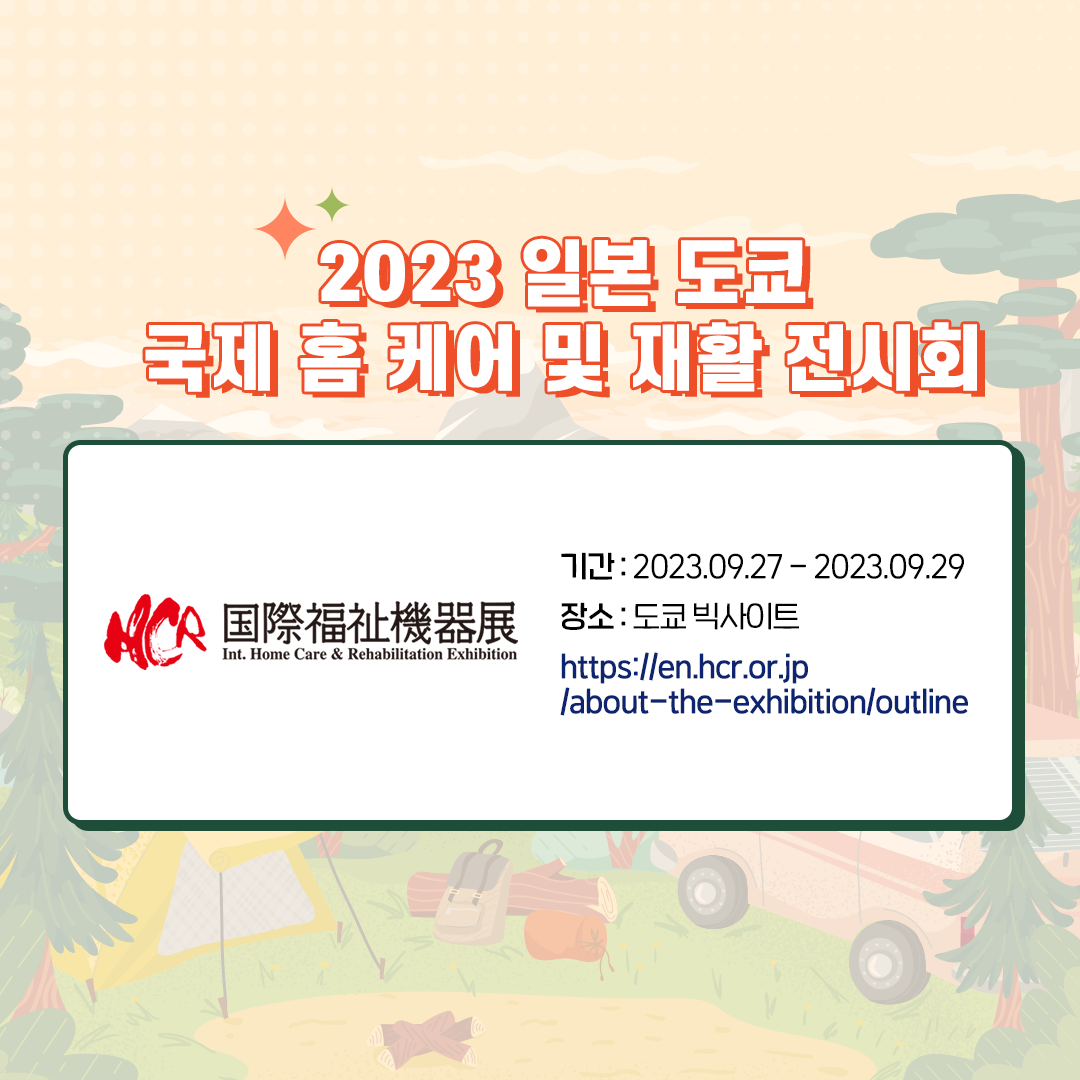 2023 일본 도쿄
국제 홈 케어 및 재활 전시회
HCR
国際福祉機器展
Int. Home Care & Rehabilitation Exhibition
기간 : 2023.09.27 – 2023.09.29
장소 : 도쿄 빅사이트
https://en.hcr.or.jp
/about-the-exhibition/outline